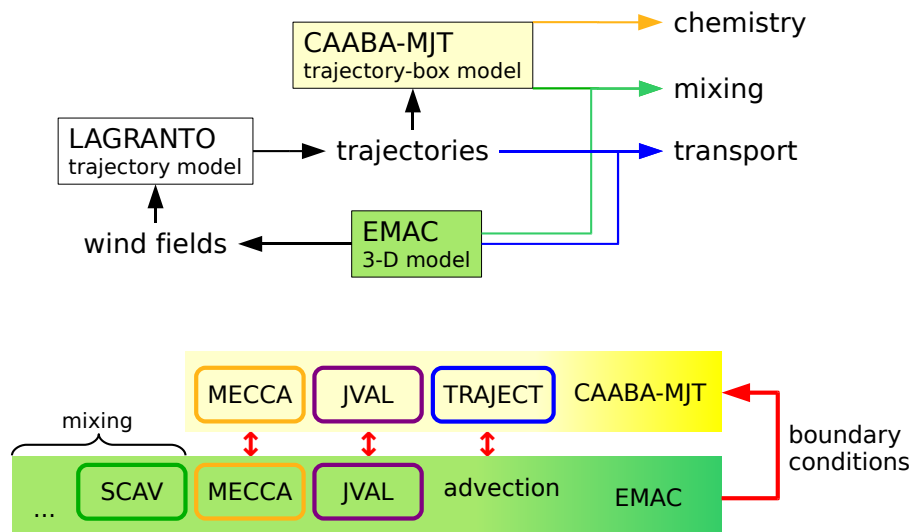 CAABA-MJT
trajectory-box model
chemistry
mixing
LAGRANTO
trajectory model
trajectories
transport
wind fields
EMAC
3-D model
MECCA
JVAL
TRAJECT
CAABA-MJT
mixing
boundary
conditions
...
SCAV
MECCA
JVAL
advection
EMAC